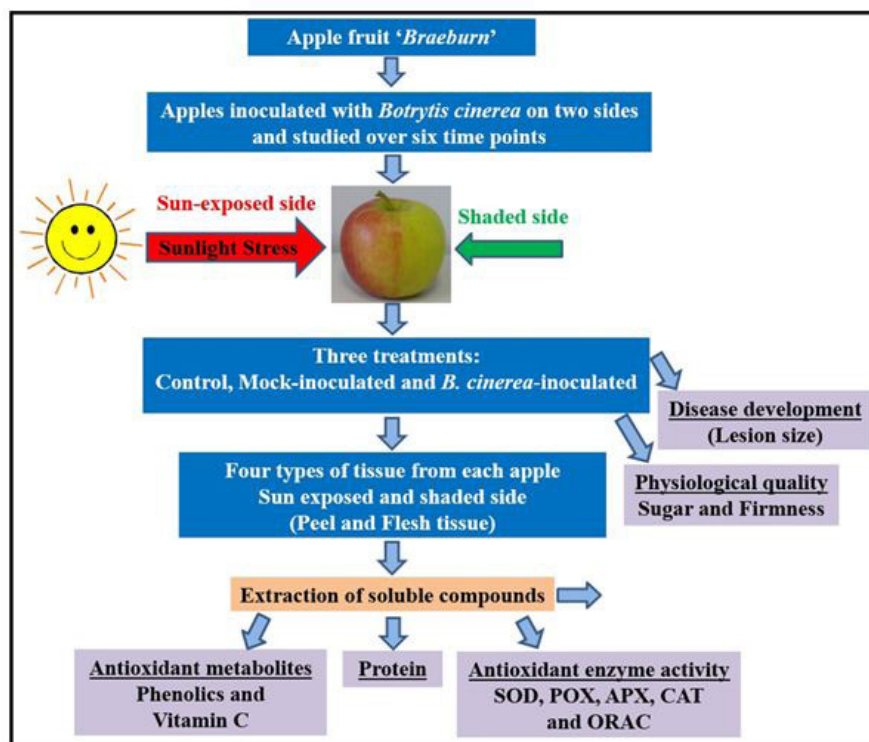 Apple fruit ‘Braeburn’
Apples inoculated with Botrytis cinerea on two sides
and studied over six time points
Sun-exposed side
Sunlight Stress
Shaded side
Three treatments:
Control, Mock-inoculated and B. cinerea-inoculated
Disease development
(Lesion size)
Physiological quality
Sugar and Firmness
Four types of tissue from each apple
Sun exposed and shaded side
(Peel and Flesh tissue)
Extraction of soluble compounds
Antioxidant metabolites
Phenolics and
Vitamin C
Protein
Antioxidant enzyme activity
SOD, POX, APX, CAT
and ORAC